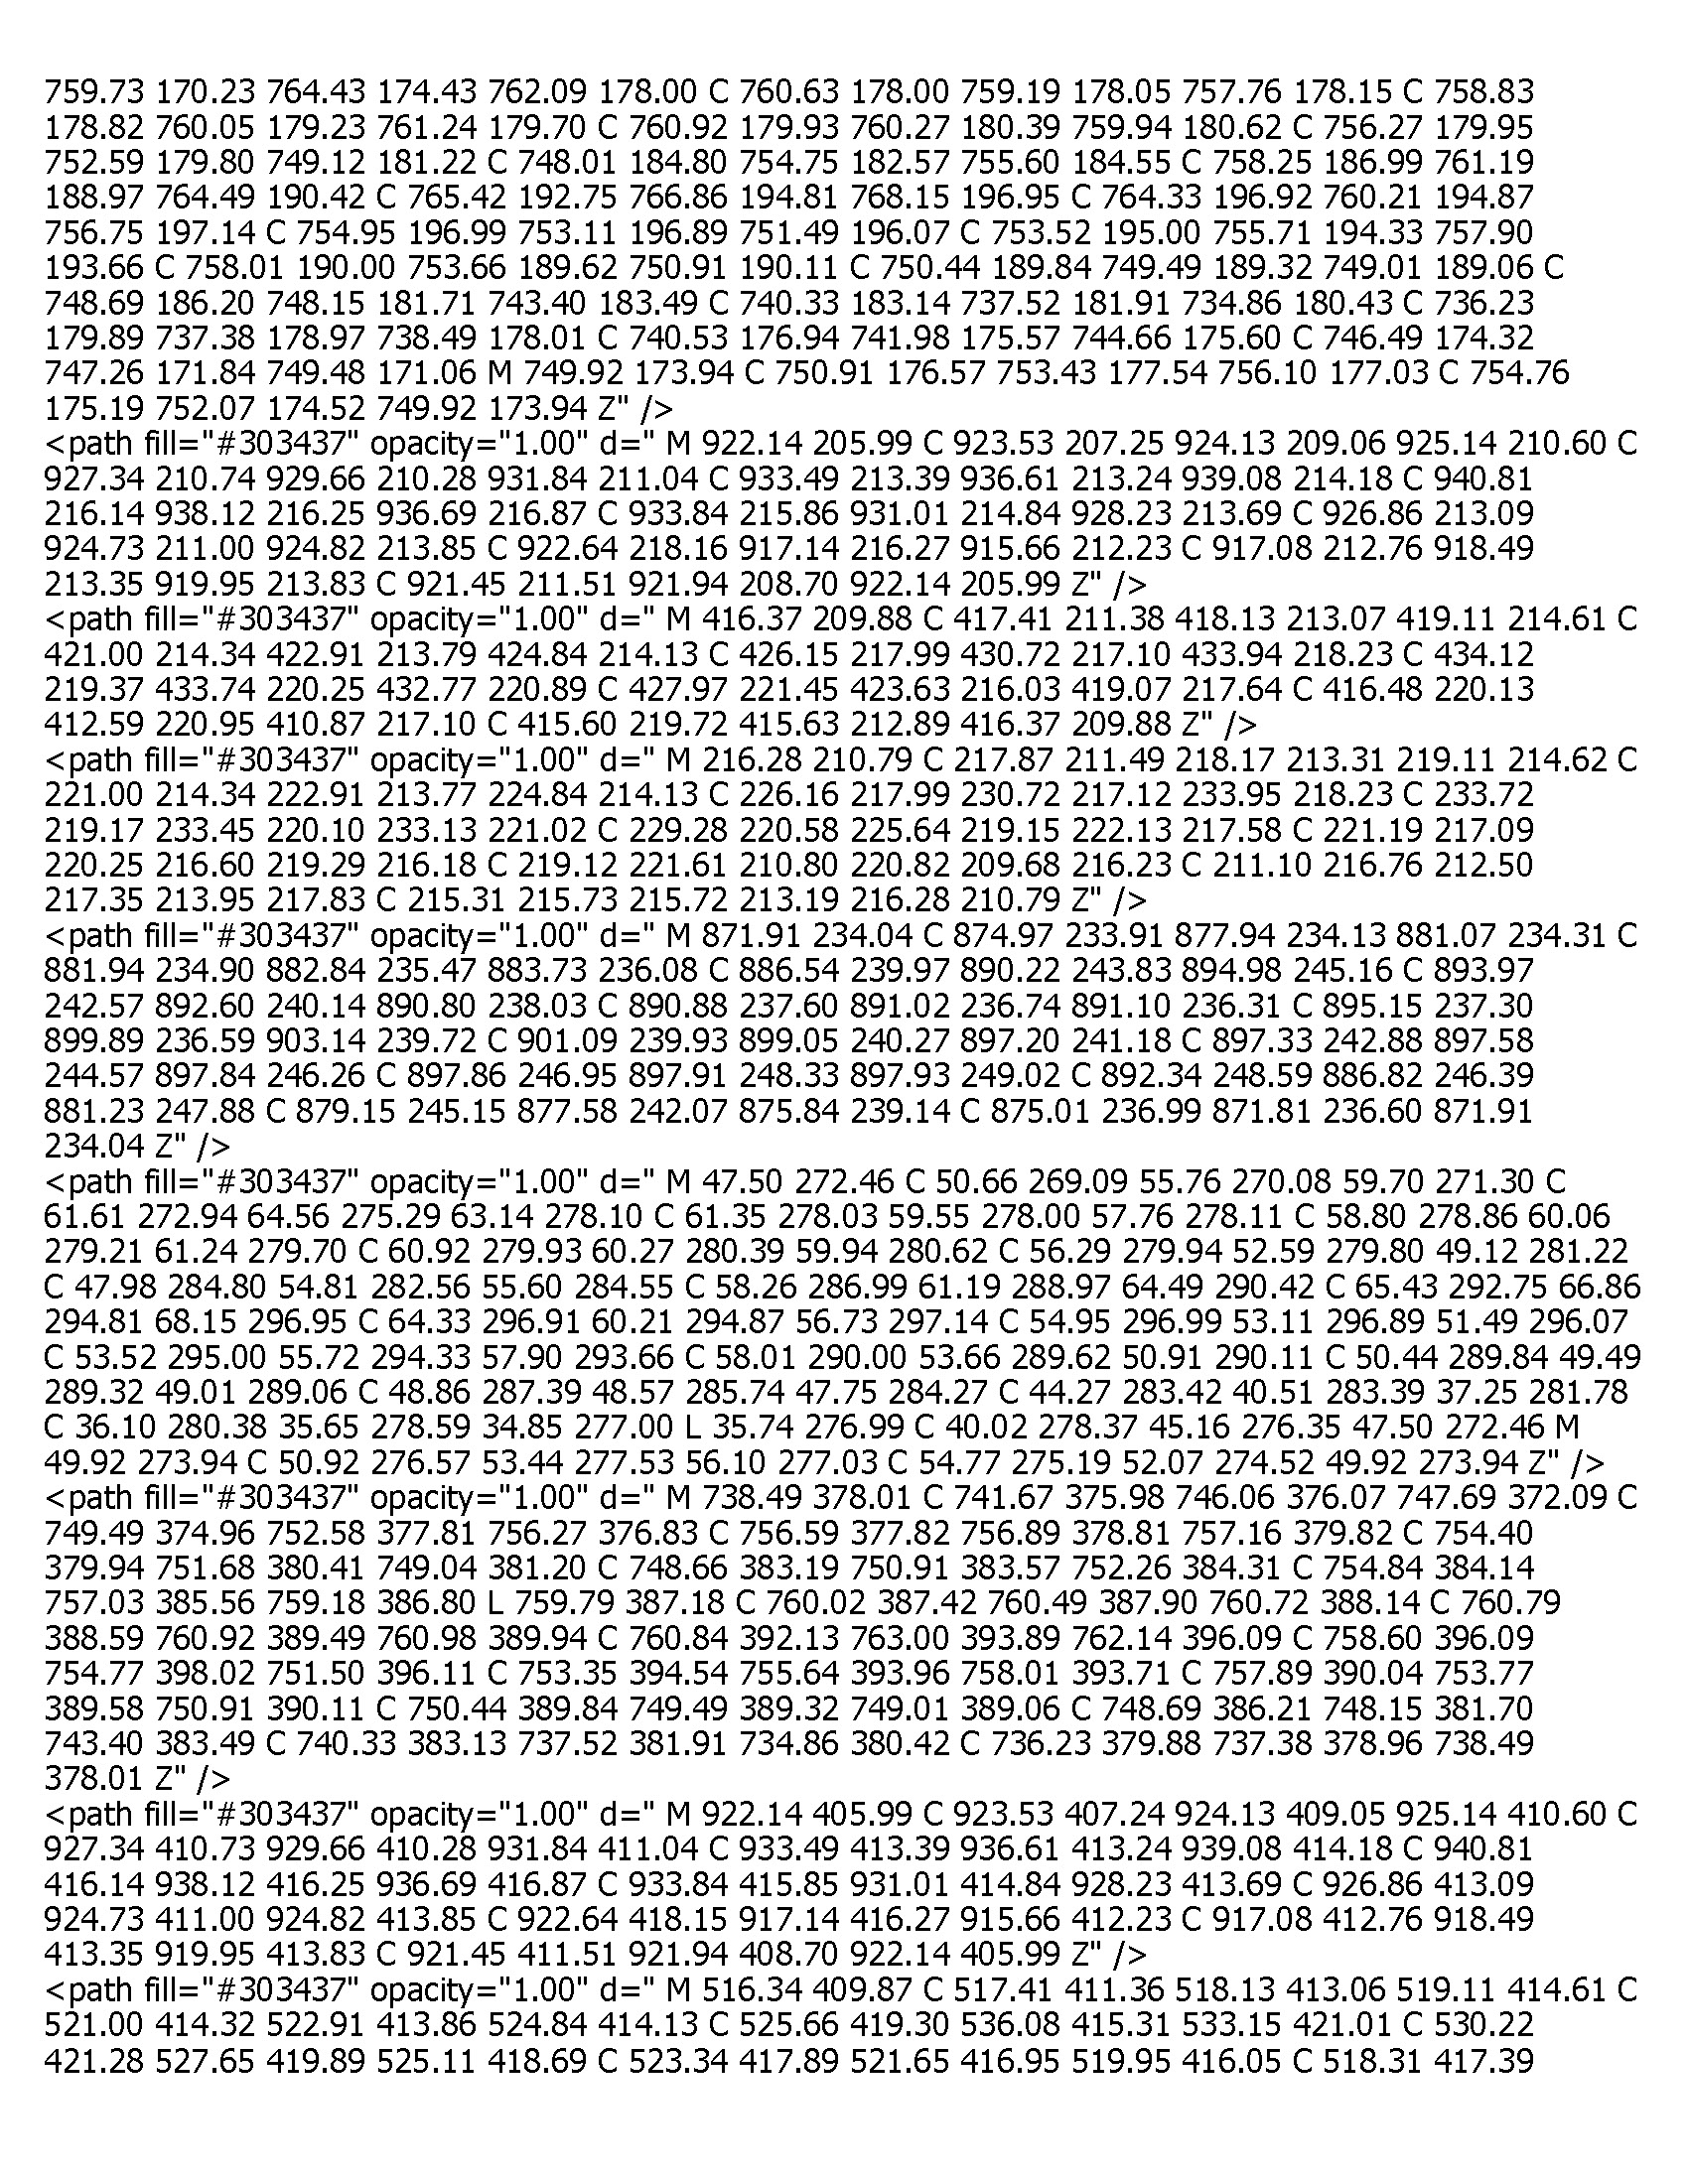 759.73 170.23 764.43 174.43 762.09 178.00 C 760.63 178.00 759.19 178.05 757.76 178.15 C 758.83
178.82 760.05 179.23 761.24 179.70 C 760.92 179.93 760.27 180.39 759.94 180.62 C 756.27 179.95
752.59 179.80 749.12 181.22 C 748.01 184.80 754.75 182.57 755.60 184.55 C 758.25 186.99 761.19
188.97 764.49 190.42 C 765.42 192.75 766.86 194.81 768.15 196.95 C 764.33 196.92 760.21 194.87
756.75 197.14 C 754.95 196.99 753.11 196.89 751.49 196.07 C 753.52 195.00 755.71 194.33 757.90
193.66 C 758.01 190.00 753.66 189.62 750.91 190.11 C 750.44 189.84 749.49 189.32 749.01 189.06 C
748.69 186.20 748.15 181.71 743.40 183.49 C 740.33 183.14 737.52 181.91 734.86 180.43 C 736.23
179.89 737.38 178.97 738.49 178.01 C 740.53 176.94 741.98 175.57 744.66 175.60 C 746.49 174.32
747.26 171.84 749.48 171.06 M 749.92 173.94 C 750.91 176.57 753.43 177.54 756.10 177.03 C 754.76
175.19 752.07 174.52 749.92 173.94 Z" />
<path fill="#303437" opacity="1.00" d=" M 922.14 205.99 C 923.53 207.25 924.13 209.06 925.14 210.60 C
927.34 210.74 929.66 210.28 931.84 211.04 C 933.49 213.39 936.61 213.24 939.08 214.18 C 940.81
216.14 938.12 216.25 936.69 216.87 C 933.84 215.86 931.01 214.84 928.23 213.69 C 926.86 213.09
924.73 211.00 924.82 213.85 C 922.64 218.16 917.14 216.27 915.66 212.23 C 917.08 212.76 918.49
213.35 919.95 213.83 C 921.45 211.51 921.94 208.70 922.14 205.99 Z" />
<path fill="#303437" opacity="1.00" d=" M 416.37 209.88 C 417.41 211.38 418.13 213.07 419.11 214.61 C
421.00 214.34 422.91 213.79 424.84 214.13 C 426.15 217.99 430.72 217.10 433.94 218.23 C 434.12
219.37 433.74 220.25 432.77 220.89 C 427.97 221.45 423.63 216.03 419.07 217.64 C 416.48 220.13
412.59 220.95 410.87 217.10 C 415.60 219.72 415.63 212.89 416.37 209.88 Z" />
<path fill="#303437" opacity="1.00" d=" M 216.28 210.79 C 217.87 211.49 218.17 213.31 219.11 214.62 C
221.00 214.34 222.91 213.77 224.84 214.13 C 226.16 217.99 230.72 217.12 233.95 218.23 C 233.72
219.17 233.45 220.10 233.13 221.02 C 229.28 220.58 225.64 219.15 222.13 217.58 C 221.19 217.09
220.25 216.60 219.29 216.18 C 219.12 221.61 210.80 220.82 209.68 216.23 C 211.10 216.76 212.50
217.35 213.95 217.83 C 215.31 215.73 215.72 213.19 216.28 210.79 Z" />
<path fill="#303437" opacity="1.00" d=" M 871.91 234.04 C 874.97 233.91 877.94 234.13 881.07 234.31 C
881.94 234.90 882.84 235.47 883.73 236.08 C 886.54 239.97 890.22 243.83 894.98 245.16 C 893.97
242.57 892.60 240.14 890.80 238.03 C 890.88 237.60 891.02 236.74 891.10 236.31 C 895.15 237.30
899.89 236.59 903.14 239.72 C 901.09 239.93 899.05 240.27 897.20 241.18 C 897.33 242.88 897.58
244.57 897.84 246.26 C 897.86 246.95 897.91 248.33 897.93 249.02 C 892.34 248.59 886.82 246.39
881.23 247.88 C 879.15 245.15 877.58 242.07 875.84 239.14 C 875.01 236.99 871.81 236.60 871.91
234.04 Z" />
<path fill="#303437" opacity="1.00" d=" M 47.50 272.46 C 50.66 269.09 55.76 270.08 59.70 271.30 C
61.61 272.94 64.56 275.29 63.14 278.10 C 61.35 278.03 59.55 278.00 57.76 278.11 C 58.80 278.86 60.06
279.21 61.24 279.70 C 60.92 279.93 60.27 280.39 59.94 280.62 C 56.29 279.94 52.59 279.80 49.12 281.22
C 47.98 284.80 54.81 282.56 55.60 284.55 C 58.26 286.99 61.19 288.97 64.49 290.42 C 65.43 292.75 66.86
294.81 68.15 296.95 C 64.33 296.91 60.21 294.87 56.73 297.14 C 54.95 296.99 53.11 296.89 51.49 296.07
C 53.52 295.00 55.72 294.33 57.90 293.66 C 58.01 290.00 53.66 289.62 50.91 290.11 C 50.44 289.84 49.49
289.32 49.01 289.06 C 48.86 287.39 48.57 285.74 47.75 284.27 C 44.27 283.42 40.51 283.39 37.25 281.78
C 36.10 280.38 35.65 278.59 34.85 277.00 L 35.74 276.99 C 40.02 278.37 45.16 276.35 47.50 272.46 M
49.92 273.94 C 50.92 276.57 53.44 277.53 56.10 277.03 C 54.77 275.19 52.07 274.52 49.92 273.94 Z" />
<path fill="#303437" opacity="1.00" d=" M 738.49 378.01 C 741.67 375.98 746.06 376.07 747.69 372.09 C
749.49 374.96 752.58 377.81 756.27 376.83 C 756.59 377.82 756.89 378.81 757.16 379.82 C 754.40
379.94 751.68 380.41 749.04 381.20 C 748.66 383.19 750.91 383.57 752.26 384.31 C 754.84 384.14
757.03 385.56 759.18 386.80 L 759.79 387.18 C 760.02 387.42 760.49 387.90 760.72 388.14 C 760.79
388.59 760.92 389.49 760.98 389.94 C 760.84 392.13 763.00 393.89 762.14 396.09 C 758.60 396.09
754.77 398.02 751.50 396.11 C 753.35 394.54 755.64 393.96 758.01 393.71 C 757.89 390.04 753.77
389.58 750.91 390.11 C 750.44 389.84 749.49 389.32 749.01 389.06 C 748.69 386.21 748.15 381.70
743.40 383.49 C 740.33 383.13 737.52 381.91 734.86 380.42 C 736.23 379.88 737.38 378.96 738.49
378.01 Z" />
<path fill="#303437" opacity="1.00" d=" M 922.14 405.99 C 923.53 407.24 924.13 409.05 925.14 410.60 C
927.34 410.73 929.66 410.28 931.84 411.04 C 933.49 413.39 936.61 413.24 939.08 414.18 C 940.81
416.14 938.12 416.25 936.69 416.87 C 933.84 415.85 931.01 414.84 928.23 413.69 C 926.86 413.09
924.73 411.00 924.82 413.85 C 922.64 418.15 917.14 416.27 915.66 412.23 C 917.08 412.76 918.49
413.35 919.95 413.83 C 921.45 411.51 921.94 408.70 922.14 405.99 Z" />
<path fill="#303437" opacity="1.00" d=" M 516.34 409.87 C 517.41 411.36 518.13 413.06 519.11 414.61 C
521.00 414.32 522.91 413.86 524.84 414.13 C 525.66 419.30 536.08 415.31 533.15 421.01 C 530.22
421.28 527.65 419.89 525.11 418.69 C 523.34 417.89 521.65 416.95 519.95 416.05 C 518.31 417.39